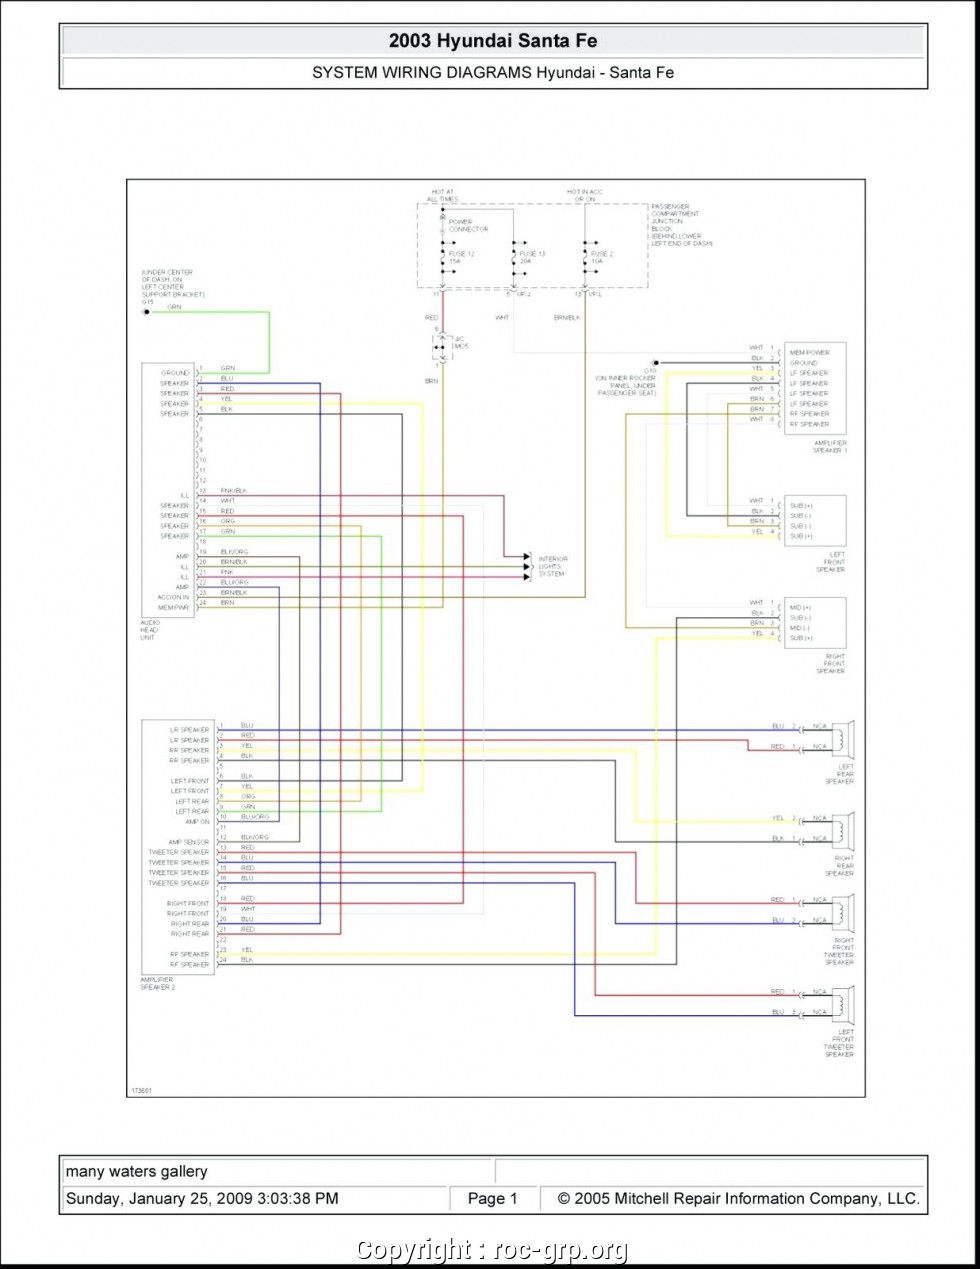 2003 Hyundai Santa Fe
SYSTEM WIRING DIAGRAMS Hyundai - Santa Fe
HOT AT
ALL TIMES
HOT IN ACC
OR ON
POWER
CONNECTOR
FUSE 12
15A
FUSE 13
20A
FUSE 2
10A
PASSENGER
COMPARTMENT
JUNCTION
BLOCK
(BEHIND LOWER
LEFT END OF DASH)
11
5 I/P-J
13 I/P-L
RED
WHT
BRN/BLK
6
J/C
M05
1
BRN
(UNDER CENTER
OF DASH, ON
LEFT CENTER
SUPPORT BRACKET)
G15
GRN
G10
(ON INNER ROCKER
PANEL, UNDER
PASSENGER SEAT)
GROUND 1 GRN
SPEAKER 2 BLU
SPEAKER 3 RED
SPEAKER 4 YEL
SPEAKER 5 BLK
6
7
8
9
10
11
12
ILL 13 PNK/BLK
SPEAKER 14 WHT
SPEAKER 15 RED
SPEAKER 16 ORG
SPEAKER 17 GRN
18
AMP 19 BLK/ORG
ILL 20 BRN/BLK
ILL 21 PNK
AMP 22 BLU/ORG
ACC/ON IN 23 BRN/BLK
MEM PWR 24 BRN
AUDIO
HEAD
UNIT
INTERIOR
LIGHTS
SYSTEM
WHT 1 MEM POWER
BLK 2 GROUND
YEL 3 LF SPEAKER
BLK 4 LF SPEAKER
WHT 5 LF SPEAKER
BRN 6 LF SPEAKER
BRN 7 RF SPEAKER
WHT 8 RF SPEAKER
AMPLIFIER
SPEAKER 1
WHT 1 SUB (+)
BLK 2 SUB (-)
BRN 3 SUB (-)
YEL 4 SUB (+)
LEFT
FRONT
SPEAKER
WHT 1 MID (+)
BLK 2 SUB (-)
BRN 3 MID (-)
YEL 4 SUB (+)
RIGHT
FRONT
SPEAKER
LR SPEAKER 1 BLU
LR SPEAKER 2 RED
RR SPEAKER 3 YEL
RR SPEAKER 4 BLK
5
LEFT FRONT 6 BLK
LEFT FRONT 7 YEL
LEFT REAR 8 ORG
LEFT REAR 9 GRN
AMP ON 10 BLU/ORG
11
AMP SENSOR 12 BLK/ORG
TWEETER SPEAKER 13 RED
TWEETER SPEAKER 14 BLU
TWEETER SPEAKER 15 RED
TWEETER SPEAKER 16 BLU
17
RIGHT FRONT 18 RED
RIGHT FRONT 19 WHT
RIGHT REAR 20 BLU
RIGHT REAR 21 RED
22
RF SPEAKER 23 YEL
RF SPEAKER 24 BLK
AMPLIFIER
SPEAKER 2
BLU 2 NCA
RED 1 NCA
LEFT
REAR
SPEAKER
YEL 2 NCA
BLK 1 NCA
RIGHT
REAR
SPEAKER
RED 1 NCA
BLU 3 NCA
RIGHT
FRONT
TWEETER
SPEAKER
RED 1 NCA
BLU 3 NCA
LEFT
FRONT
TWEETER
SPEAKER
many waters gallery
Sunday, January 25, 2009 3:03:38 PM
Page 1
© 2005 Mitchell Repair Information Company, LLC.
Copyright : roc-grp.org